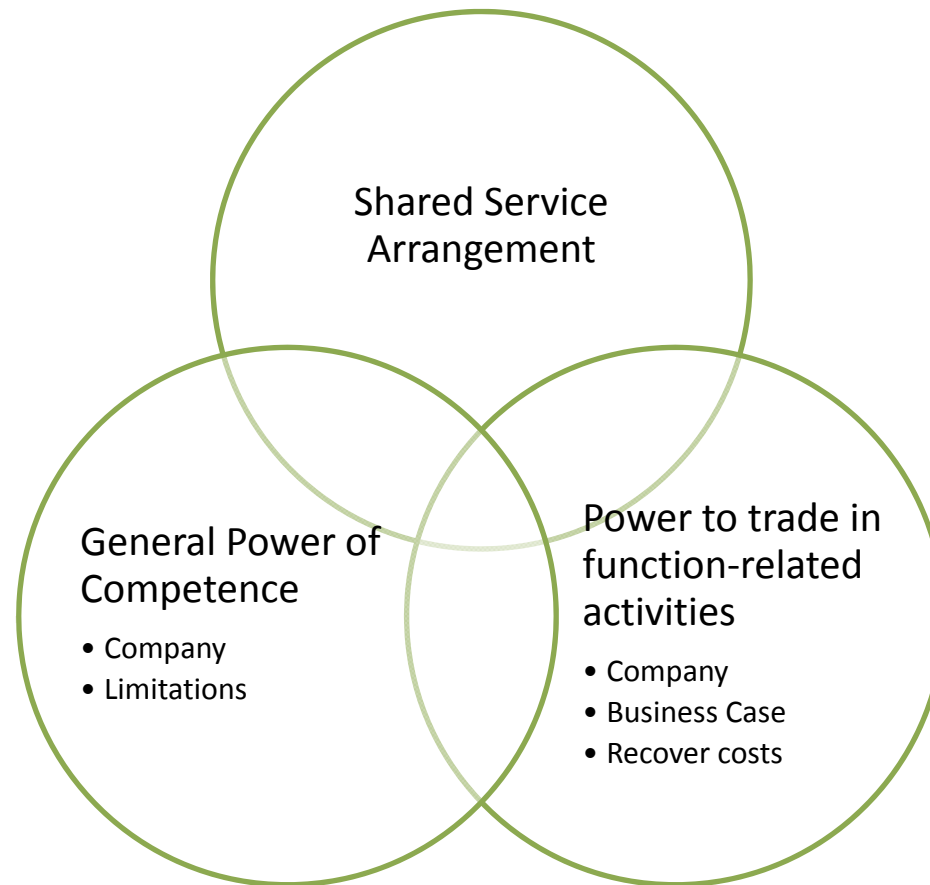 Shared Service
Arrangement
General Power of
Competence
• Company
• Limitations
Power to trade in
function-related
activities
• Company
• Business Case
• Recover costs